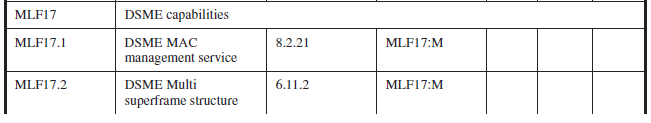 MLF17 DSME capabilities
MLF17.1 DSME MAC 8.2.21 MLF17:M
management service
MLF17.2 DSME Multi 6.11.2 MLF17:M
superframe structure